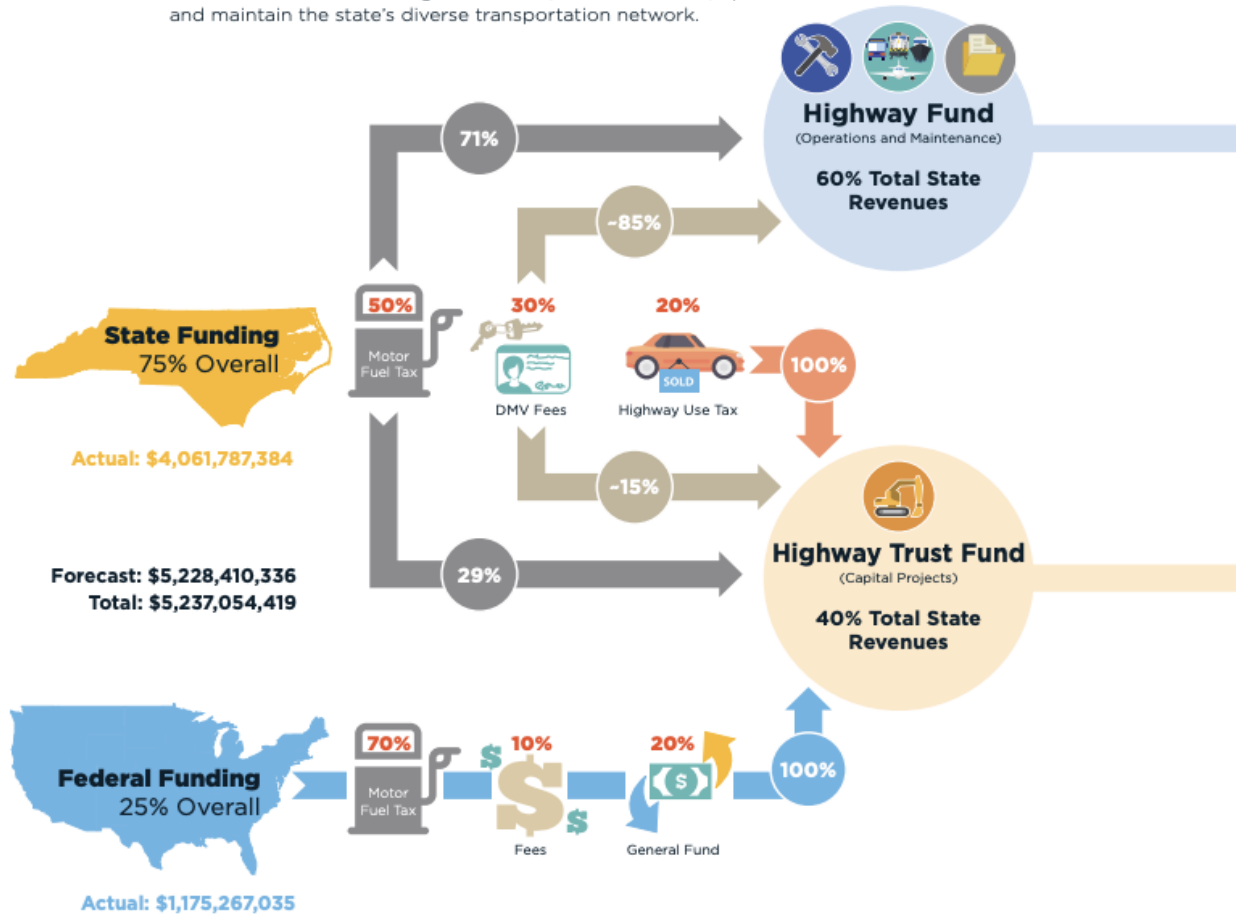 and maintain the state's diverse transportation network.
Highway Fund
(Operations and Maintenance)
60% Total State
Revenues
71%
~85%
State Funding
75% Overall
Actual: $4,061,787,384
50%
Motor
Fuel Tax
30%
DMV Fees
20%
SOLD
Highway Use Tax
100%
~15%
29%
Highway Trust Fund
(Capital Projects)
40% Total State
Revenues
Forecast: $5,228,410,336
Total: $5,237,054,419
Federal Funding
25% Overall
Actual: $1,175,267,035
70%
Motor
Fuel Tax
$
10%
$
$
Fees
20%
$
General Fund
100%